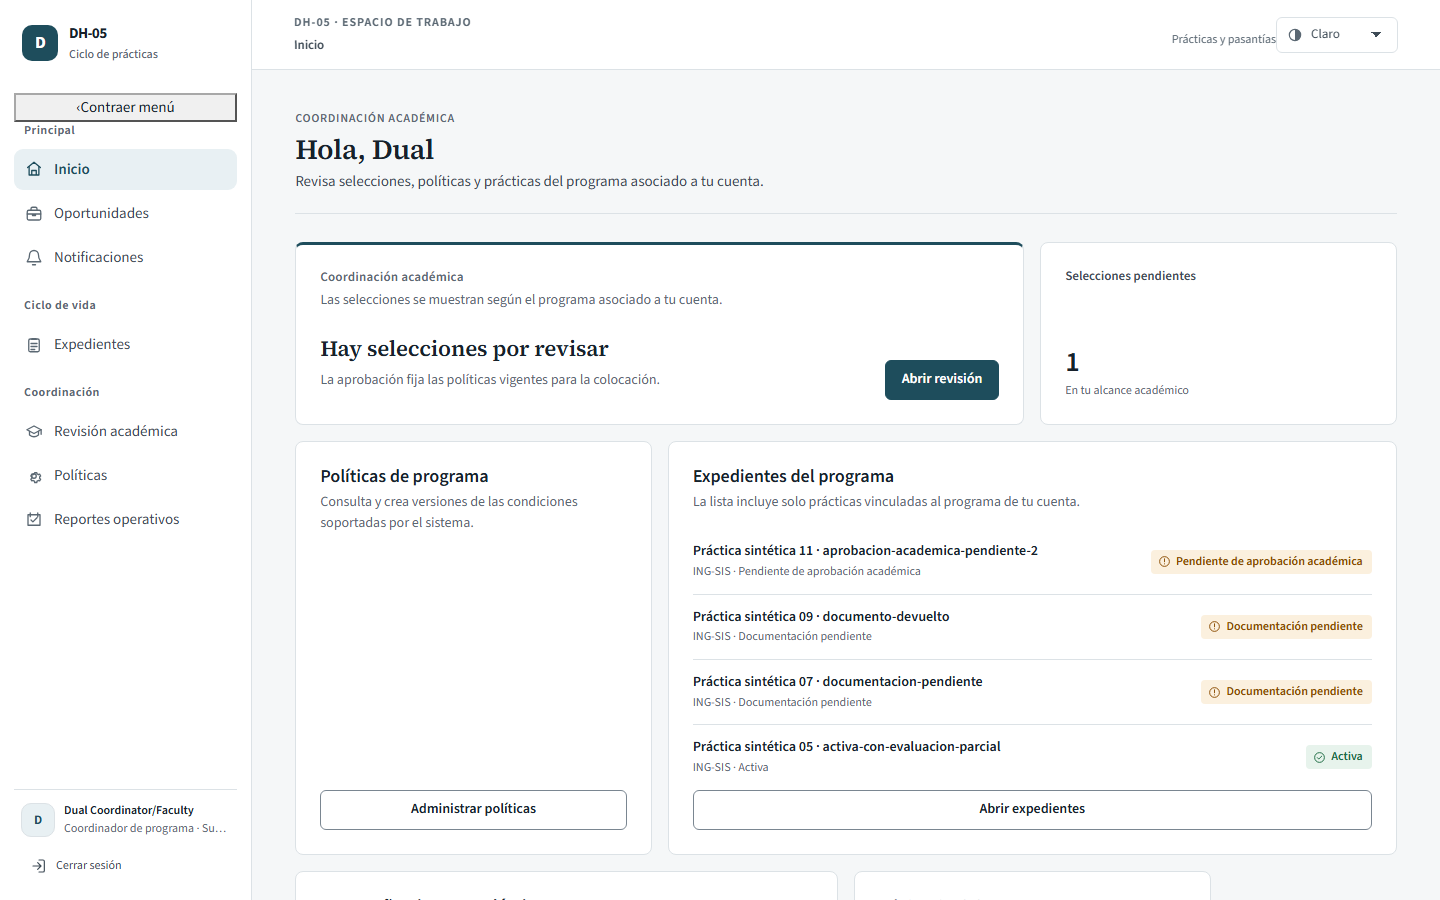 D
DH-05
Ciclo de prácticas
‹Contraer menú
Principal
Inicio
Oportunidades
Notificaciones
Ciclo de vida
Expedientes
Coordinación
Revisión académica
Políticas
Reportes operativos
D
Dual Coordinator/Faculty
Coordinador de programa · Su...
Cerrar sesión
DH-05 · ESPACIO DE TRABAJO
Inicio
Prácticas y pasantías
Claro
COORDINACIÓN ACADÉMICA
Hola, Dual
Revisa selecciones, políticas y prácticas del programa asociado a tu cuenta.
Coordinación académica
Las selecciones se muestran según el programa asociado a tu cuenta.
Hay selecciones por revisar
La aprobación fija las políticas vigentes para la colocación.
Abrir revisión
Selecciones pendientes
1
En tu alcance académico
Políticas de programa
Consulta y crea versiones de las condiciones
soportadas por el sistema.
Administrar políticas
Expedientes del programa
La lista incluye solo prácticas vinculadas al programa de tu cuenta.
Práctica sintética 11 · aprobacion-academica-pendiente-2
ING-SIS · Pendiente de aprobación académica
Pendiente de aprobación académica
Práctica sintética 09 · documento-devuelto
ING-SIS · Documentación pendiente
Documentación pendiente
Práctica sintética 07 · documentacion-pendiente
ING-SIS · Documentación pendiente
Documentación pendiente
Práctica sintética 05 · activa-con-evaluacion-parcial
ING-SIS · Activa
Activa
Abrir expedientes